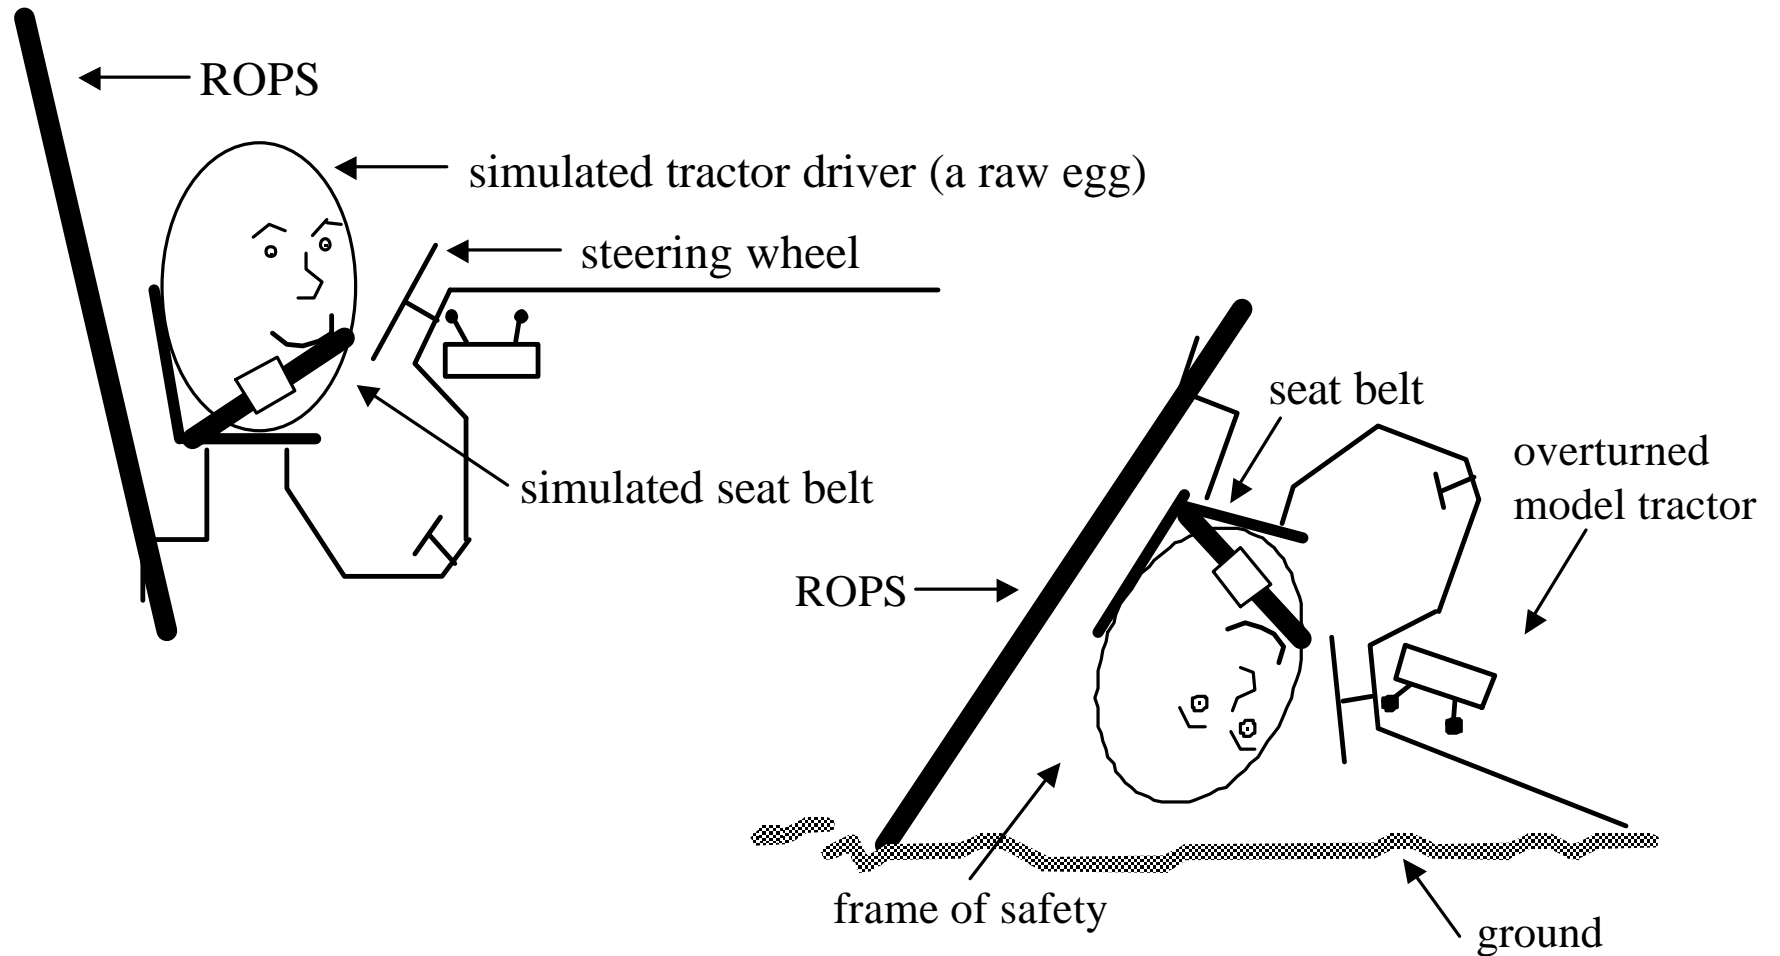 ROPS
simulated tractor driver (a raw egg)
steering wheel
simulated seat belt
seat belt
overturned
model tractor
ROPS
frame of safety
ground